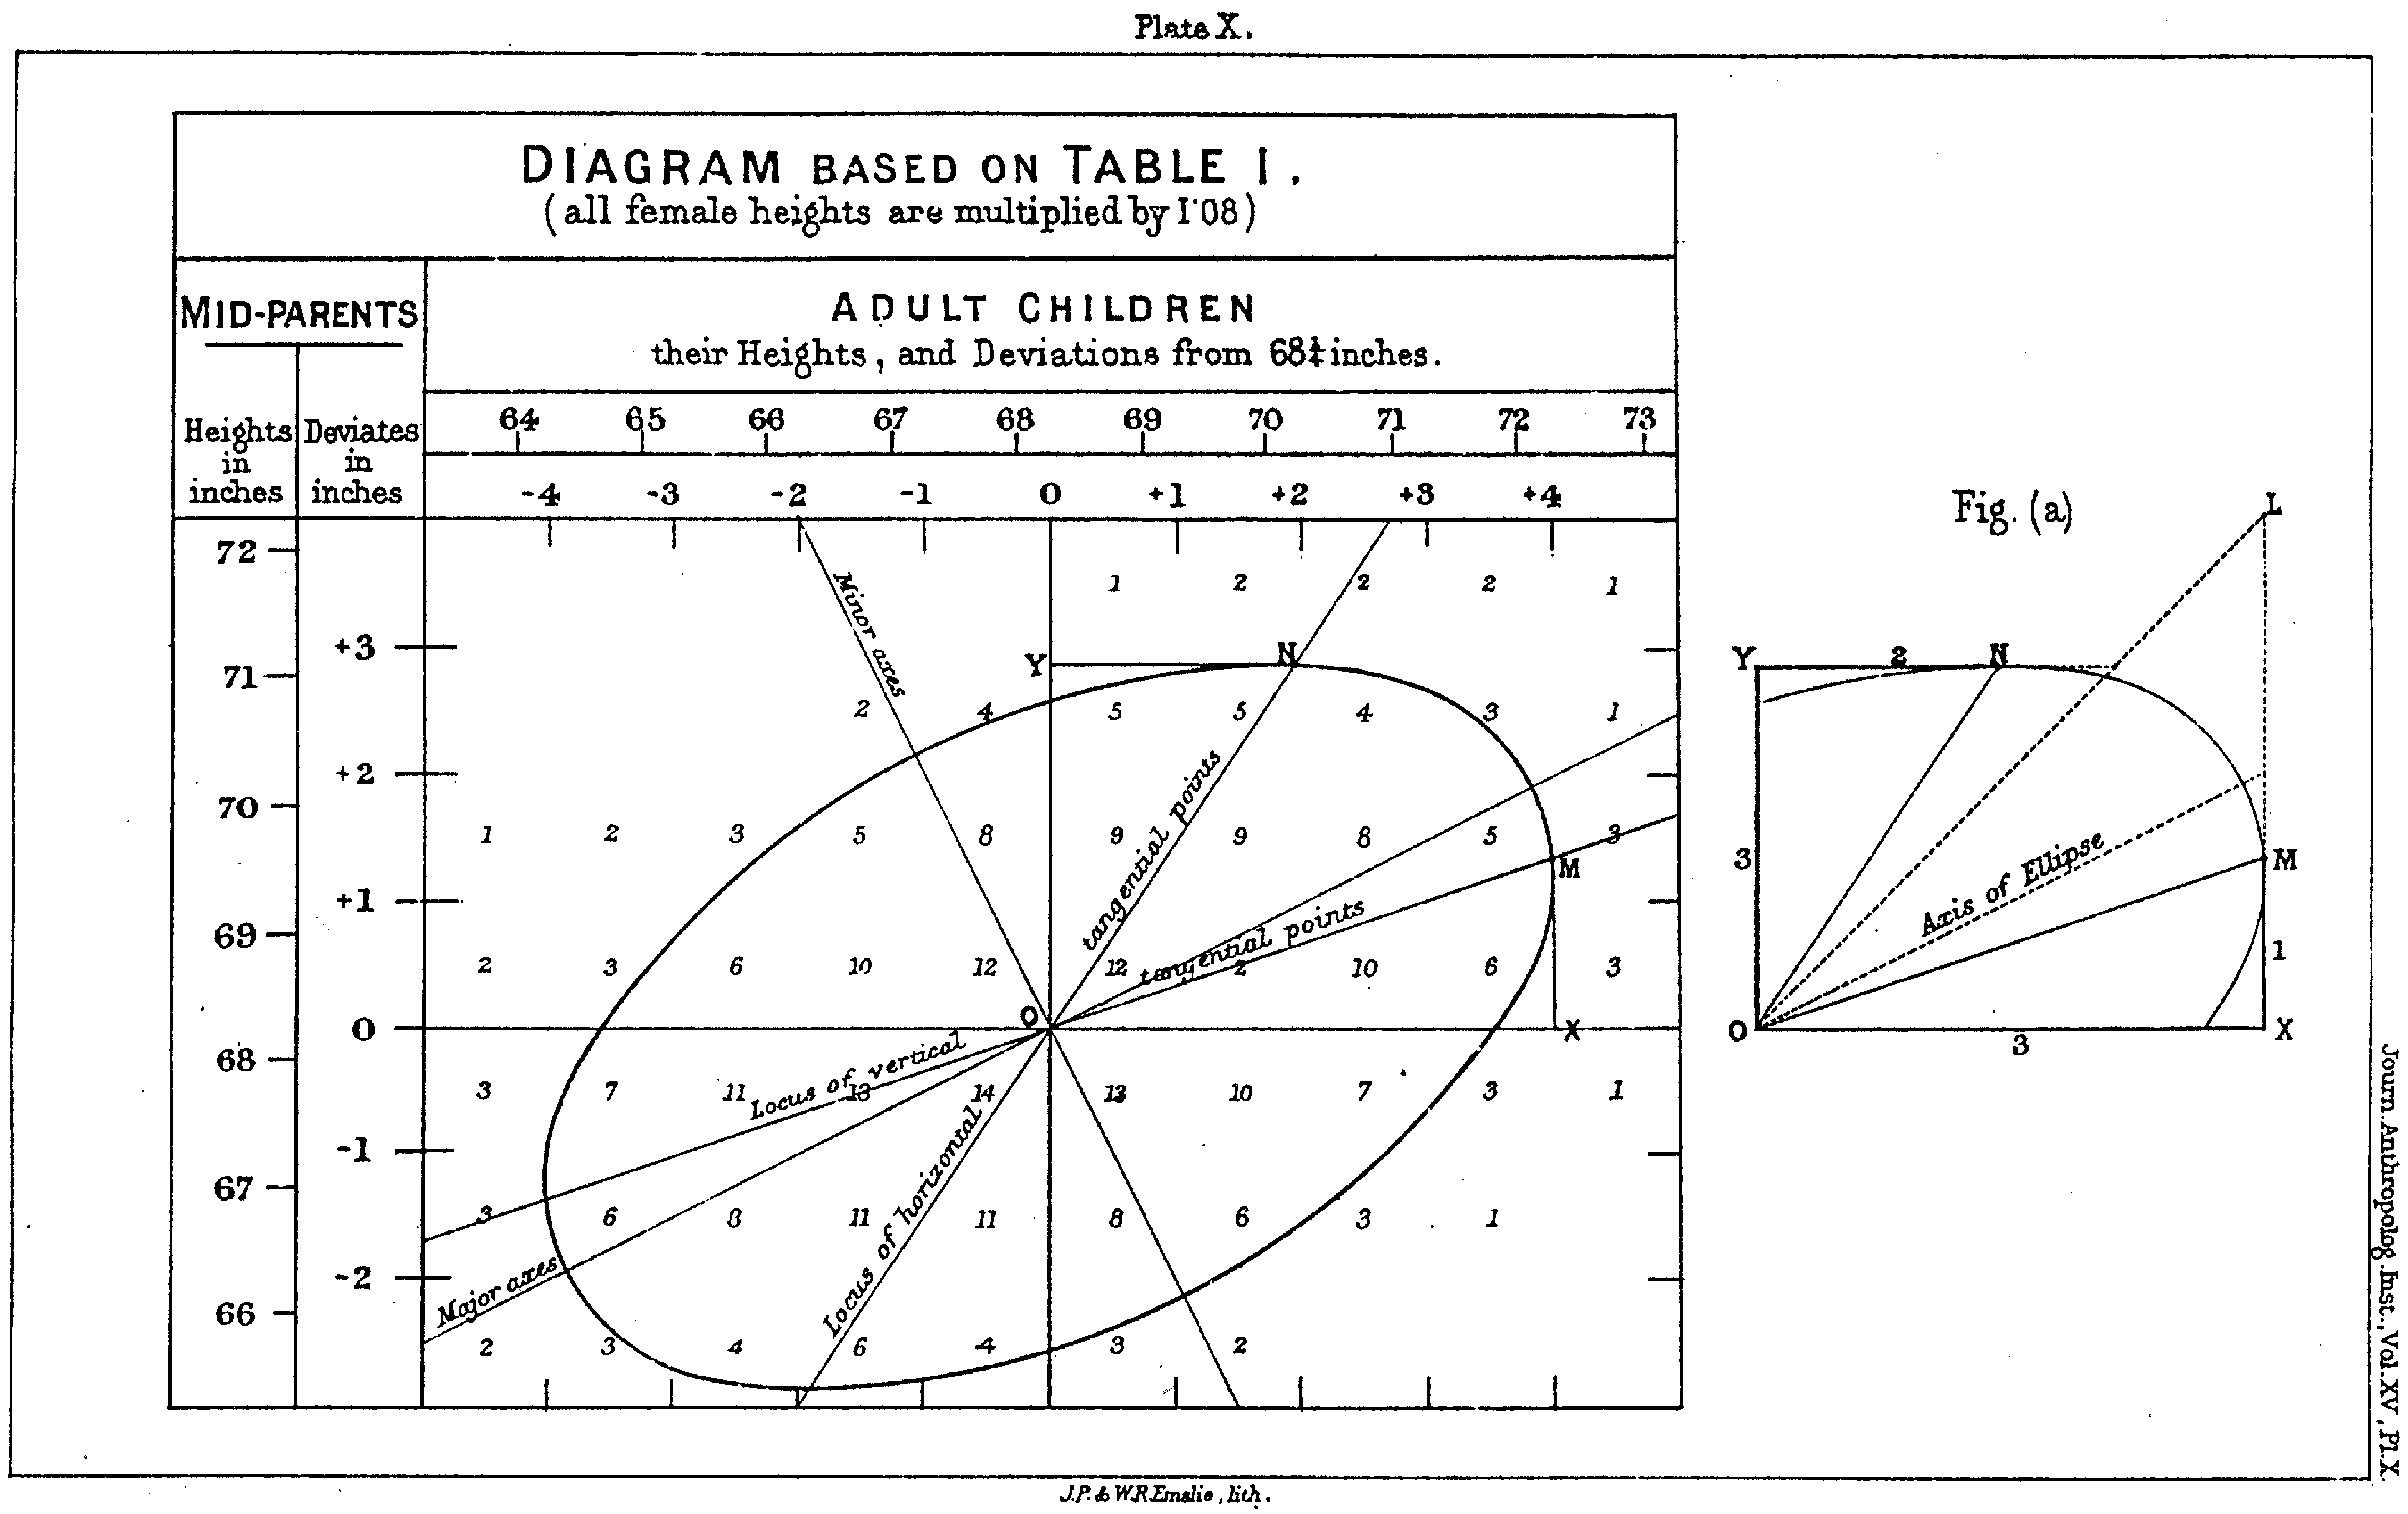 Plate X.
DIAGRAM BASED ON TABLE I.
(all female heights are multiplied by 1·08)
MID-PARENTS
ADULT CHILDREN
their Heights, and Deviations from 68¼ inches.
Heights in inches
Deviates in inches
64 65 66 67 68 69 70 71 72 73
-4 -3 -2 -1 0 +1 +2 +3 +4
72
1 2 2 2 1
+3
71
Y N
Minor axes
2 4 5 5 4 3 1
+2
70
tangential points
1 2 3 5 8 9 9 8 5 3
M
+1
69
tangential points
2 3 6 10 12 12 2 10 6 3
0
O X
68
Locus of vertical
3 7 11 13 14 13 10 7 3 1
-1
67
Locus of horizontal
3 6 8 11 11 8 6 3 1
-2
Major axes
66
2 3 4 6 4 3 2
Fig. (a)
L
Y 2 N
3
Axis of Ellipse
M
1
O 3 X
Journ. Anthropolog. Inst., Vol. XV, Pl. X.
J.P. & W.R. Emslie, lith.